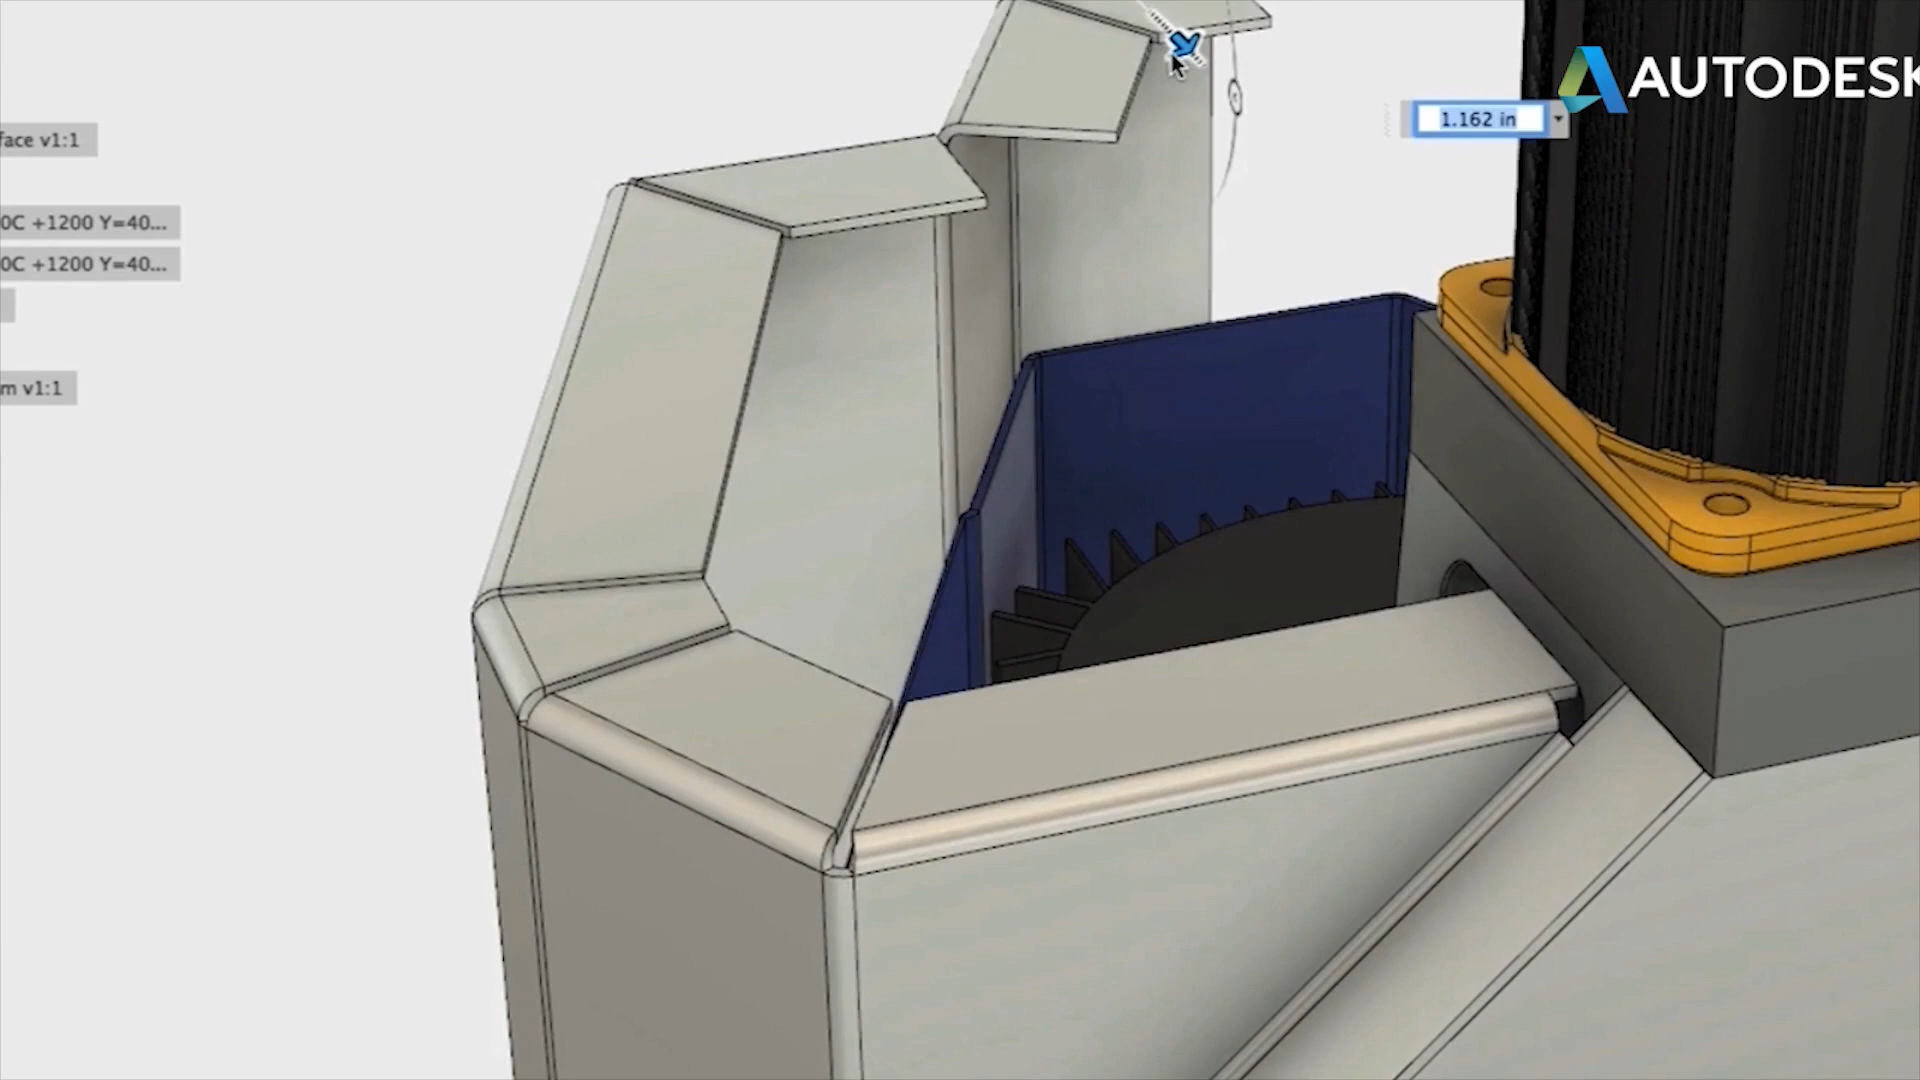 AUTODESK
1.162 in
face v1:1
0C +1200 Y=40...
0C +1200 Y=40...
m v1:1